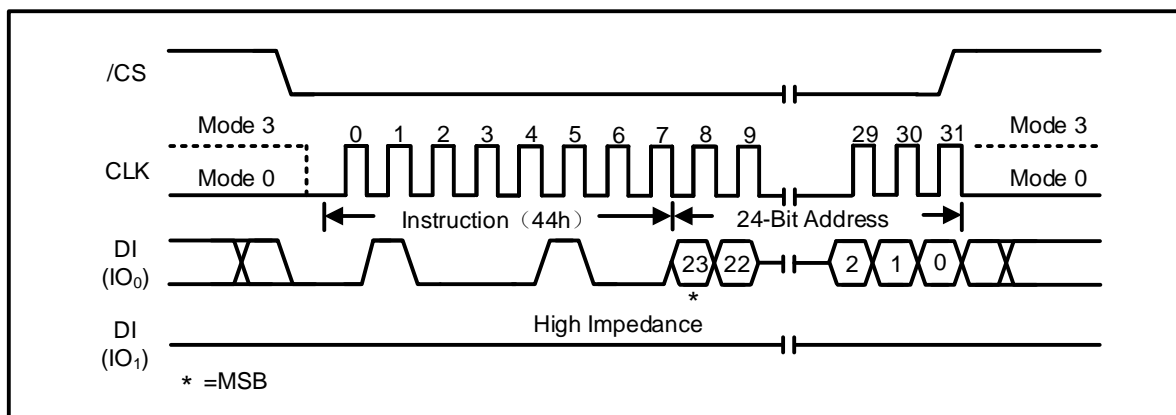 /CS
Mode 3
0 1 2 3 4 5 6 7 8 9 29 30 31
Mode 3
CLK
Mode 0
Mode 0
Instruction（44h）
24-Bit Address
DI
(IO0)
23 22 2 1 0
*
High Impedance
DI
(IO1)
* =MSB